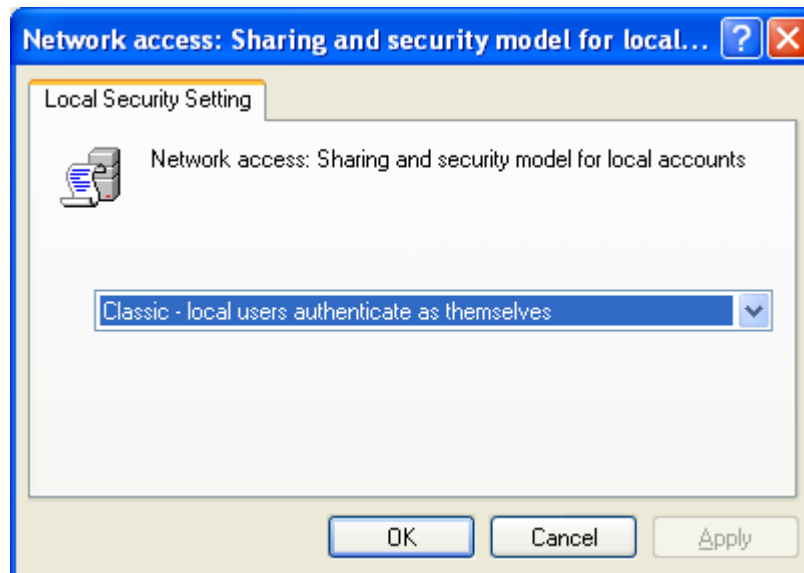 Network access: Sharing and security model for local...
Local Security Setting
Network access: Sharing and security model for local accounts
Classic - local users authenticate as themselves
OK Cancel Apply